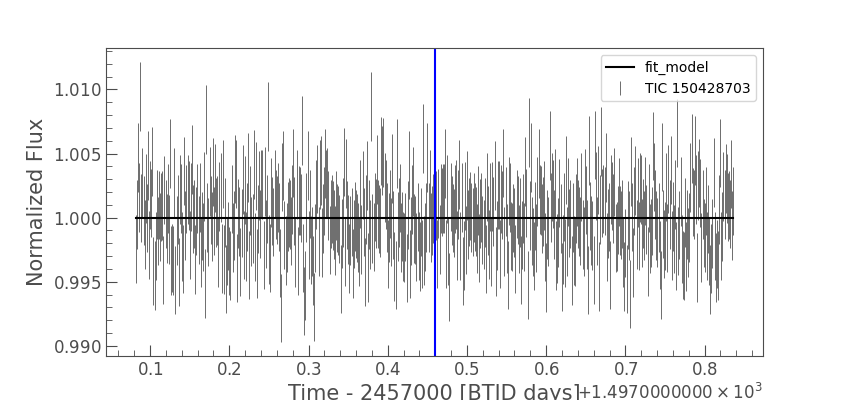 fit_model
TIC 150428703
Normalized Flux
1.010
1.005
1.000
0.995
0.990
0.1 0.2 0.3 0.4 0.5 0.6 0.7 0.8
Time - 2457000 [BTJD days]
+1.4970000000 × 10³